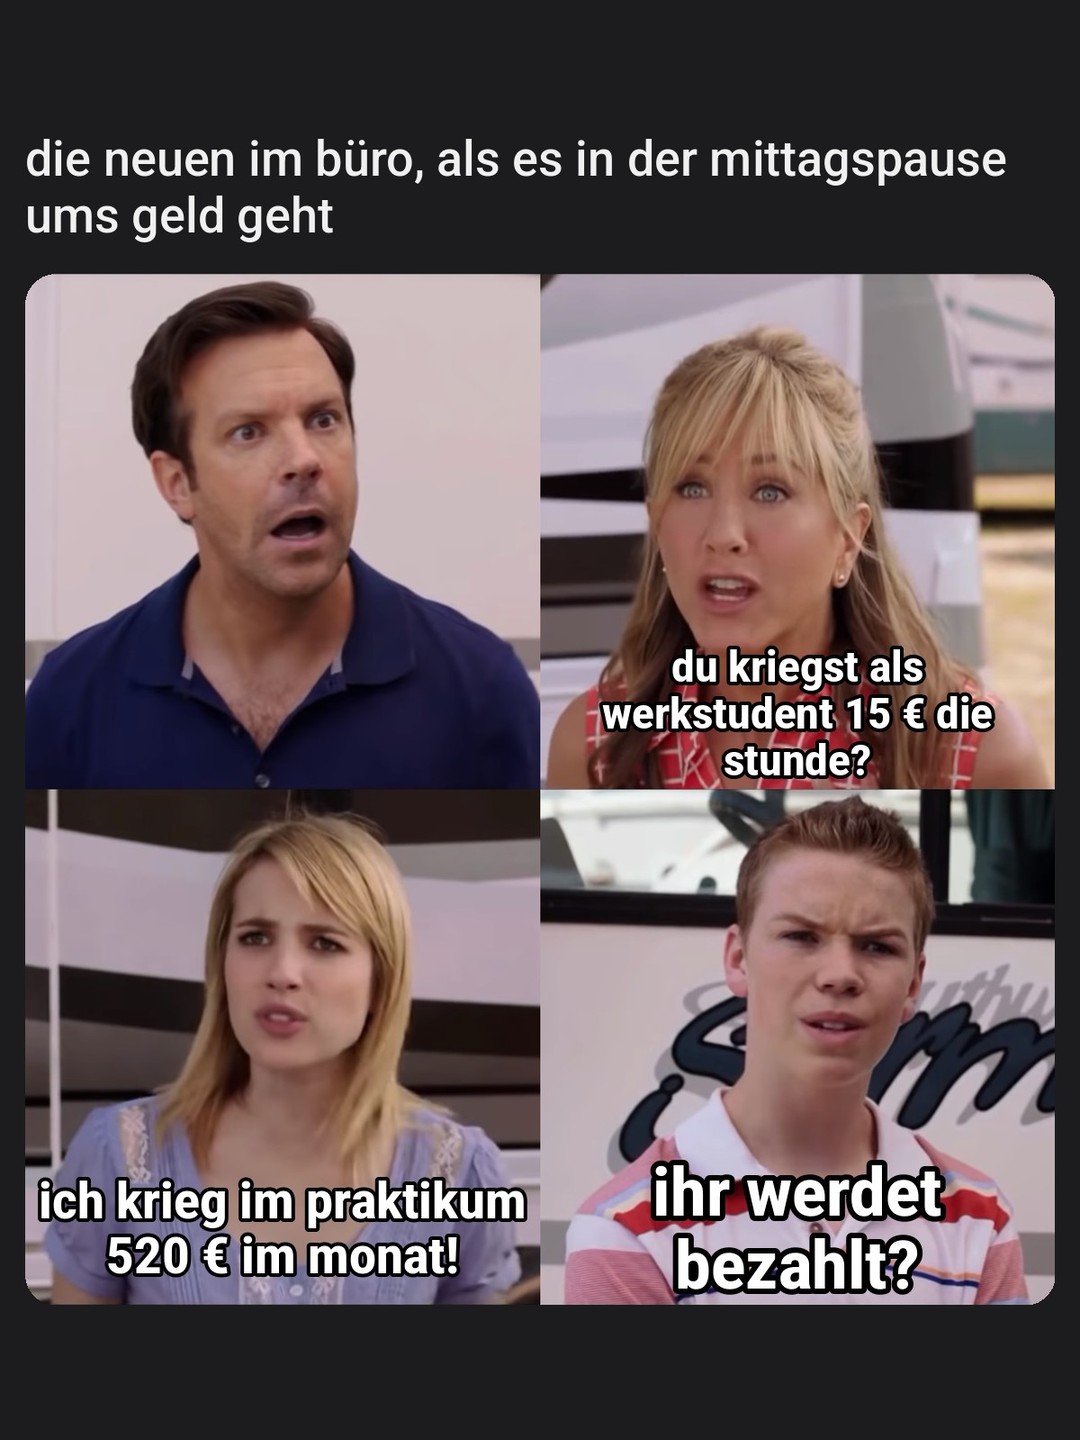 die neuen im büro, als es in der mittagspause
ums geld geht
du kriegst als
werkstudent 15 € die
stunde?
ich krieg im praktikum
520 € im monat!
ihr werdet
bezahlt?